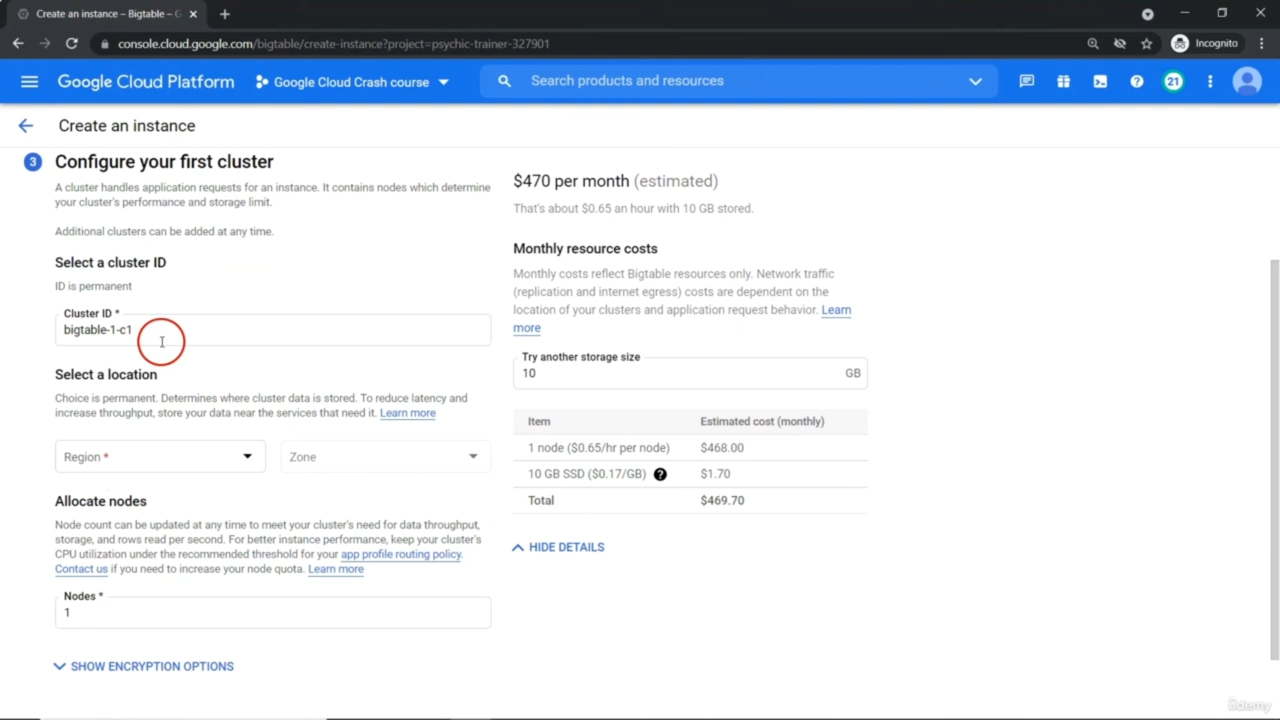 Create an instance – Bigtable – G
console.cloud.google.com/bigtable/create-instance?project=psychic-trainer-327901
Incognito
Google Cloud Platform
Google Cloud Crash course
Search products and resources
21
Create an instance
3
Configure your first cluster
A cluster handles application requests for an instance. It contains nodes which determine
your cluster's performance and storage limit.
Additional clusters can be added at any time.
Select a cluster ID
ID is permanent
Cluster ID *
bigtable-1-c1
Select a location
Choice is permanent. Determines where cluster data is stored. To reduce latency and
increase throughput, store your data near the services that need it. Learn more
Region *
Zone
Allocate nodes
Node count can be updated at any time to meet your cluster's need for data throughput,
storage, and rows read per second. For better instance performance, keep your cluster's
CPU utilization under the recommended threshold for your app profile routing policy.
Contact us if you need to increase your node quota. Learn more
Nodes *
1
SHOW ENCRYPTION OPTIONS
$470 per month (estimated)
That's about $0.65 an hour with 10 GB stored.
Monthly resource costs
Monthly costs reflect Bigtable resources only. Network traffic
(replication and internet egress) costs are dependent on the
location of your clusters and application request behavior. Learn
more
Try another storage size
10 GB
Item Estimated cost (monthly)
1 node ($0.65/hr per node) $468.00
10 GB SSD ($0.17/GB) ? $1.70
Total $469.70
HIDE DETAILS
ûdemy